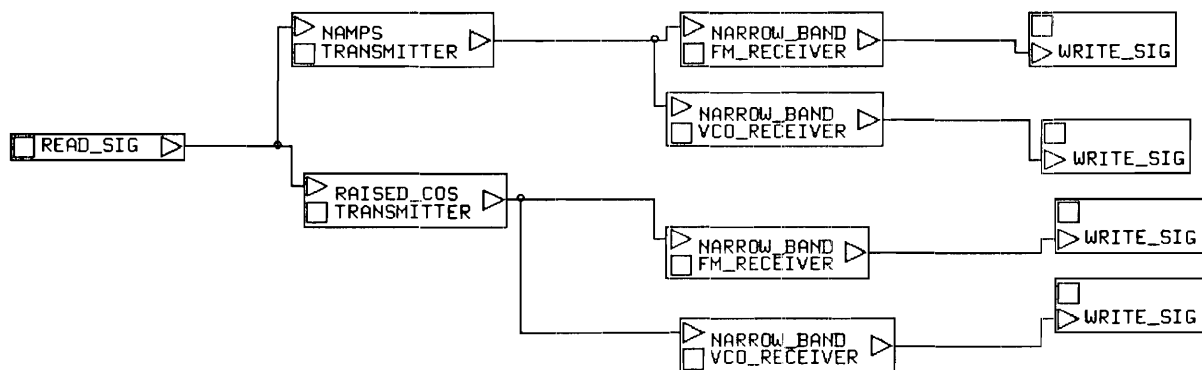 NAMPS
TRANSMITTER
NARROW_BAND
FM_RECEIVER
WRITE_SIG
NARROW_BAND
VCO_RECEIVER
WRITE_SIG
READ_SIG
RAISED_COS
TRANSMITTER
NARROW_BAND
FM_RECEIVER
WRITE_SIG
NARROW_BAND
VCO_RECEIVER
WRITE_SIG